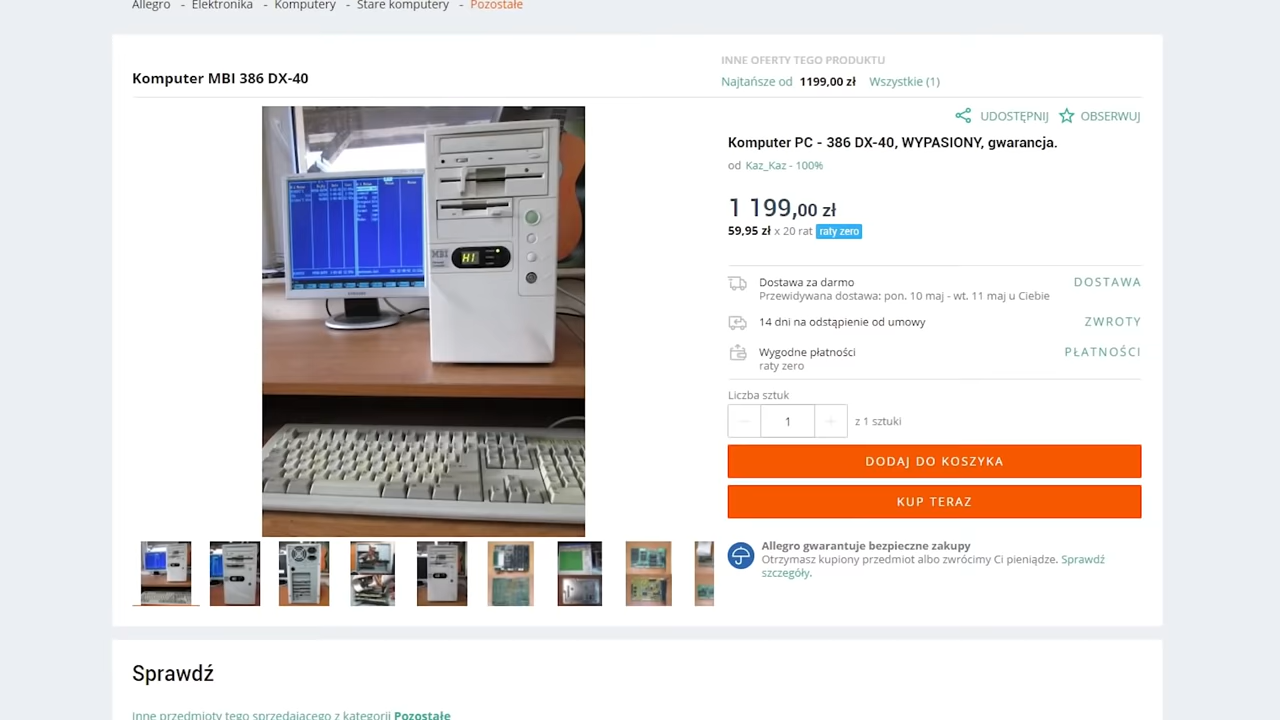 Allegro - Elektronika - Komputery - Stare komputery - Pozostałe
Komputer MBI 386 DX-40
INNE OFERTY TEGO PRODUKTU
Najtańsze od 1199,00 zł Wszystkie (1)
UDOSTĘPNIJ OBSERWUJ
Komputer PC - 386 DX-40, WYPASIONY, gwarancja.
od Kaz_Kaz - 100%
1 199,00 zł
59,95 zł x 20 rat raty zero
Dostawa za darmo DOSTAWA
Przewidywana dostawa: pon. 10 maj - wt. 11 maj u Ciebie
14 dni na odstąpienie od umowy ZWROTY
Wygodne płatności PŁATNOŚCI
raty zero
Liczba sztuk
− 1 + z 1 sztuki
DODAJ DO KOSZYKA
KUP TERAZ
Allegro gwarantuje bezpieczne zakupy
Otrzymasz kupiony przedmiot albo zwrócimy Ci pieniądze. Sprawdź
szczegóły.
MBI
HI
Sprawdź
Inne przedmioty tego sprzedającego z kategorii Pozostałe